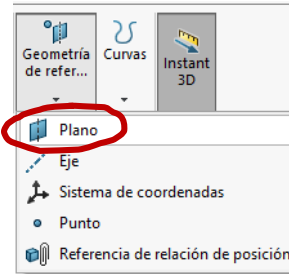 Geometría
de refer...
Curvas
Instant
3D
Plano
Eje
Sistema de coordenadas
Punto
Referencia de relación de posición